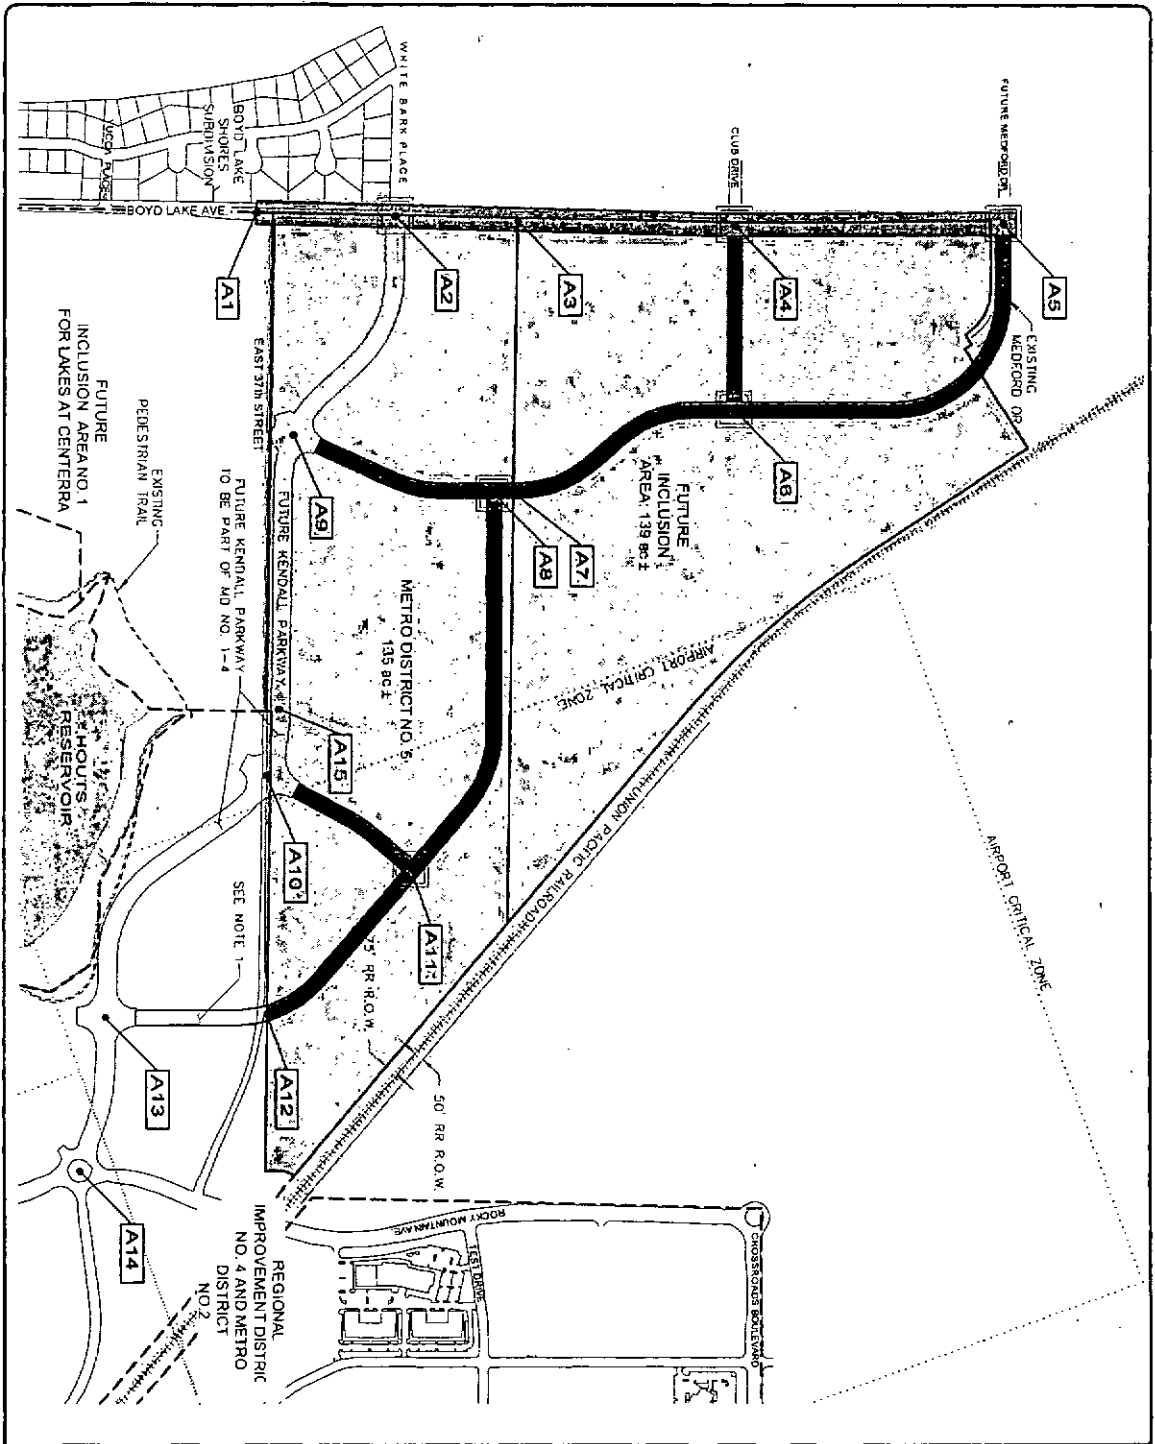 WHITE BARK PLACE
BOYD LAKE
SHORES
SUBDIVISION
YUCCA PLACE
BOYD LAKE AVE.
CLUB DRIVE
FUTURE MEDFORD DR.
A1
A2
A3
A4
A5
EXISTING
MEDFORD DR
EAST 37th STREET
FUTURE
INCLUSION AREA NO. 1
FOR LAKES AT CENTERRA
EXISTING
PEDESTRIAN TRAIL
FUTURE KENDALL PARKWAY
TO BE PART OF MD NO. 1-4
FUTURE KENDALL PARKWAY
A9
A8
A7
A6
FUTURE
INCLUSION
AREA: 139 ac±
METRO DISTRICT NO. 5
135 ac±
AIRPORT CRITICAL ZONE
UNION PACIFIC RAILROAD
AIRPORT CRITICAL ZONE
HOUTS
RESERVOIR
A15
A10
SEE NOTE 1
A11
75' RR R.O.W.
50' RR R.O.W.
A12
A13
A14
REGIONAL
IMPROVEMENT DISTRIC
NO. 4 AND METRO
DISTRICT
NO.2
ROCKY MOUNTAIN AVE
TEST DRIVE
CROSSROADS BOULEVARD